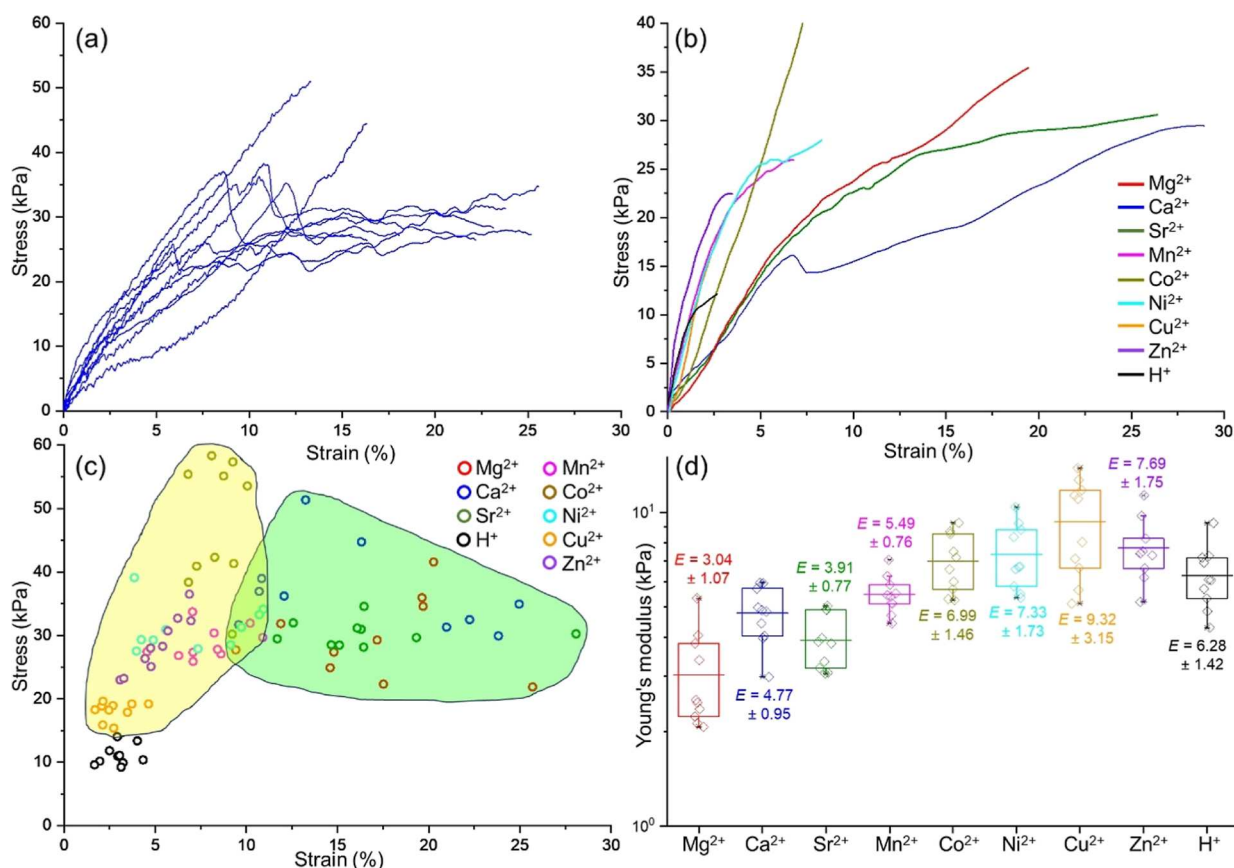 (a)
60
50
40
30
20
10
0
Stress (kPa)
0 5 10 15 20 25 30
Strain (%)
(b)
40
35
30
25
20
15
10
5
0
Stress (kPa)
0 5 10 15 20 25 30
Strain (%)
Mg²⁺
Ca²⁺
Sr²⁺
Mn²⁺
Co²⁺
Ni²⁺
Cu²⁺
Zn²⁺
H⁺
(c)
60
50
40
30
20
10
0
Stress (kPa)
0 5 10 15 20 25 30
Strain (%)
Mg²⁺ Mn²⁺
Ca²⁺ Co²⁺
Sr²⁺ Ni²⁺
H⁺ Cu²⁺
Zn²⁺
(d)
10¹
10⁰
Young's modulus (kPa)
E = 3.04
± 1.07
E = 4.77
± 0.95
E = 3.91
± 0.77
E = 5.49
± 0.76
E = 6.99
± 1.46
E = 7.33
± 1.73
E = 9.32
± 3.15
E = 7.69
± 1.75
E = 6.28
± 1.42
Mg²⁺ Ca²⁺ Sr²⁺ Mn²⁺ Co²⁺ Ni²⁺ Cu²⁺ Zn²⁺ H⁺